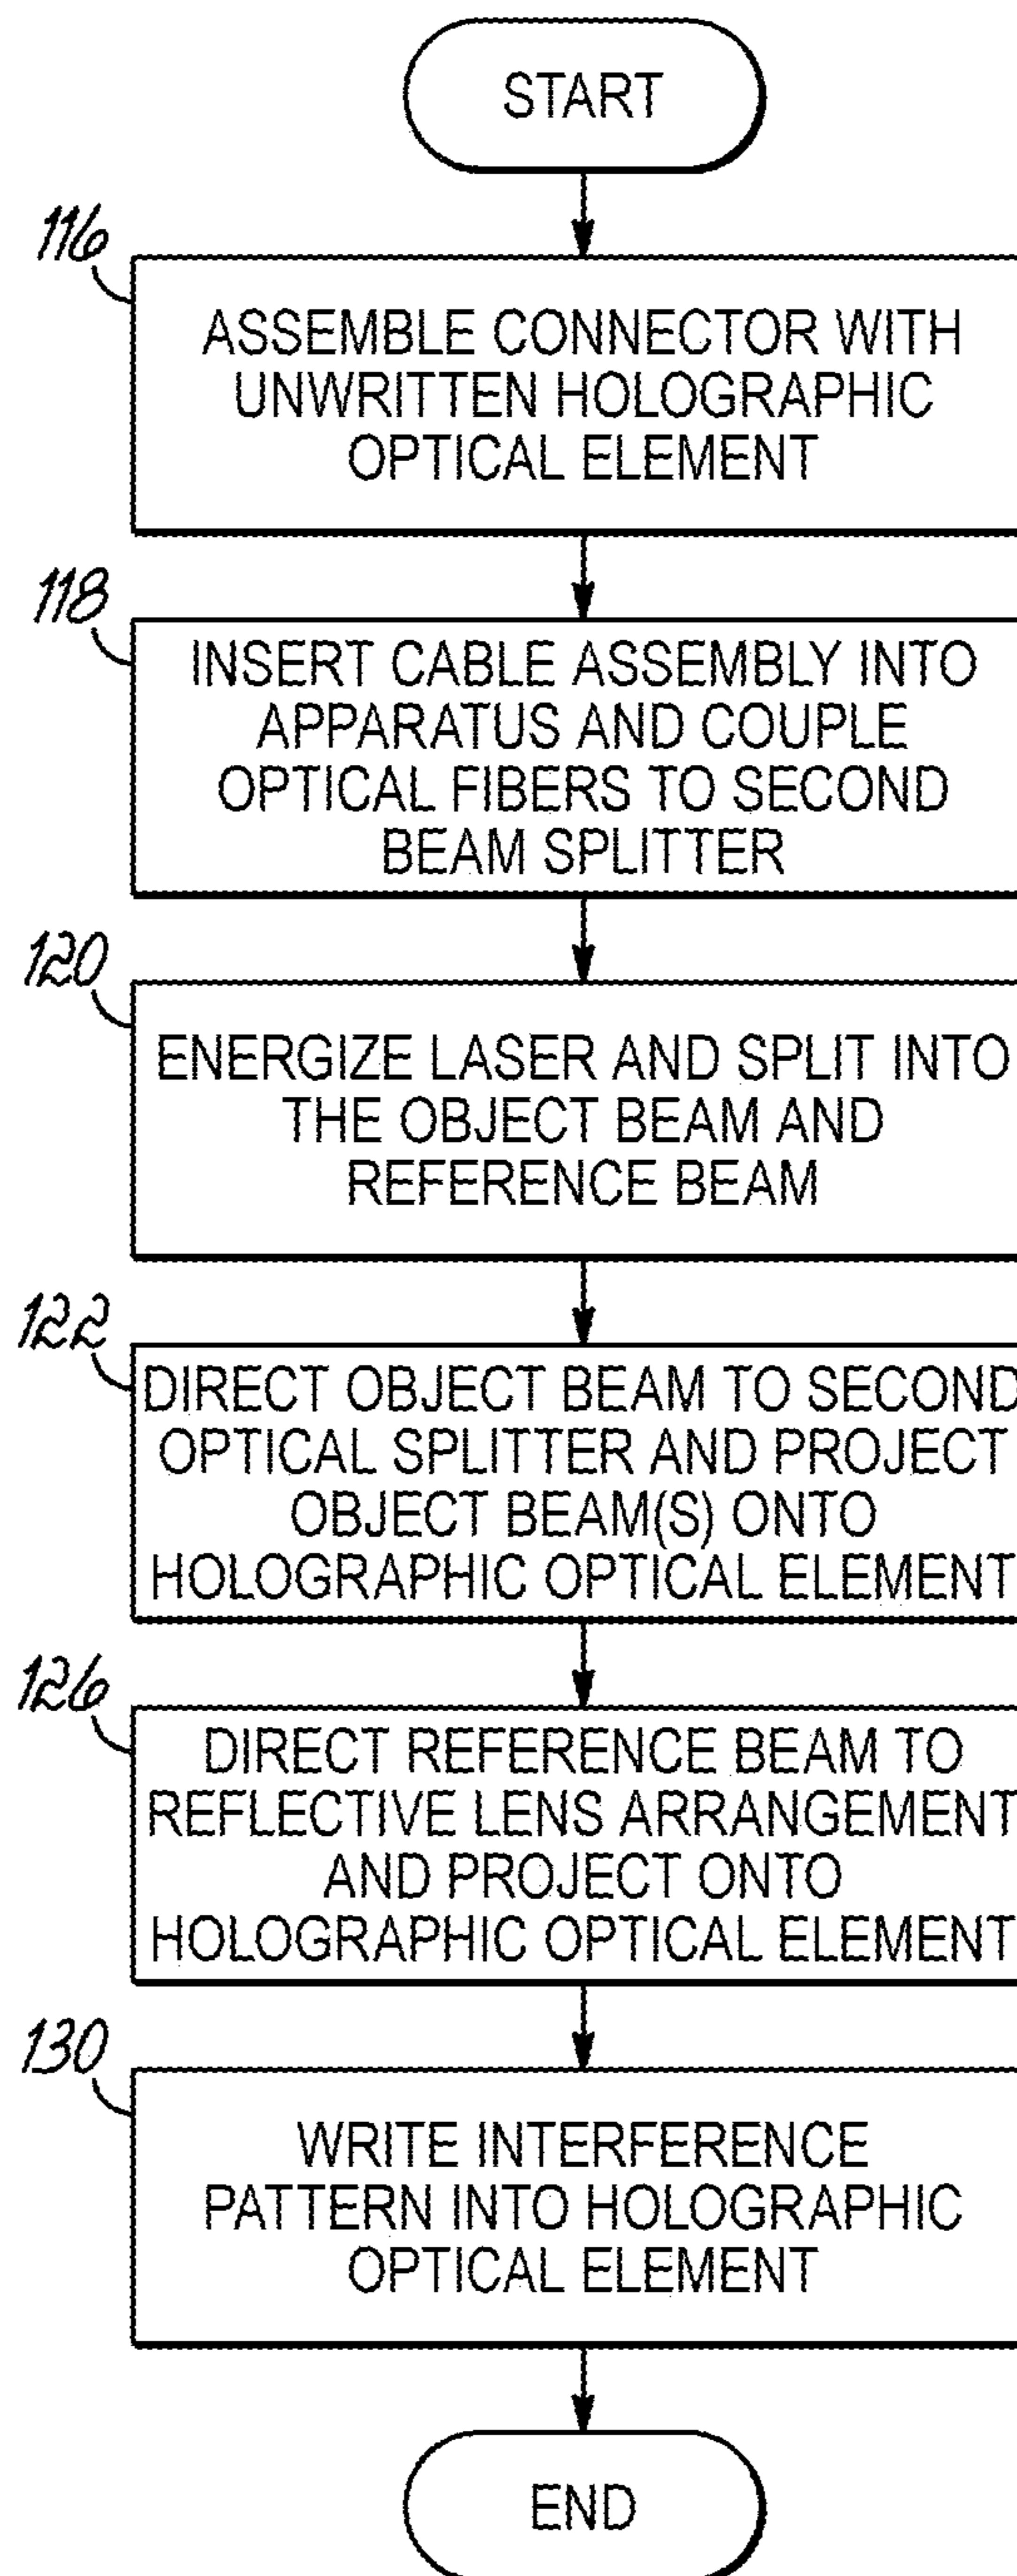 START
116
ASSEMBLE CONNECTOR WITH
UNWRITTEN HOLOGRAPHIC
OPTICAL ELEMENT
118
INSERT CABLE ASSEMBLY INTO
APPARATUS AND COUPLE
OPTICAL FIBERS TO SECOND
BEAM SPLITTER
120
ENERGIZE LASER AND SPLIT INTO
THE OBJECT BEAM AND
REFERENCE BEAM
122
DIRECT OBJECT BEAM TO SECOND
OPTICAL SPLITTER AND PROJECT
OBJECT BEAM(S) ONTO
HOLOGRAPHIC OPTICAL ELEMENT
126
DIRECT REFERENCE BEAM TO
REFLECTIVE LENS ARRANGEMENT
AND PROJECT ONTO
HOLOGRAPHIC OPTICAL ELEMENT
130
WRITE INTERFERENCE
PATTERN INTO HOLOGRAPHIC
OPTICAL ELEMENT
END